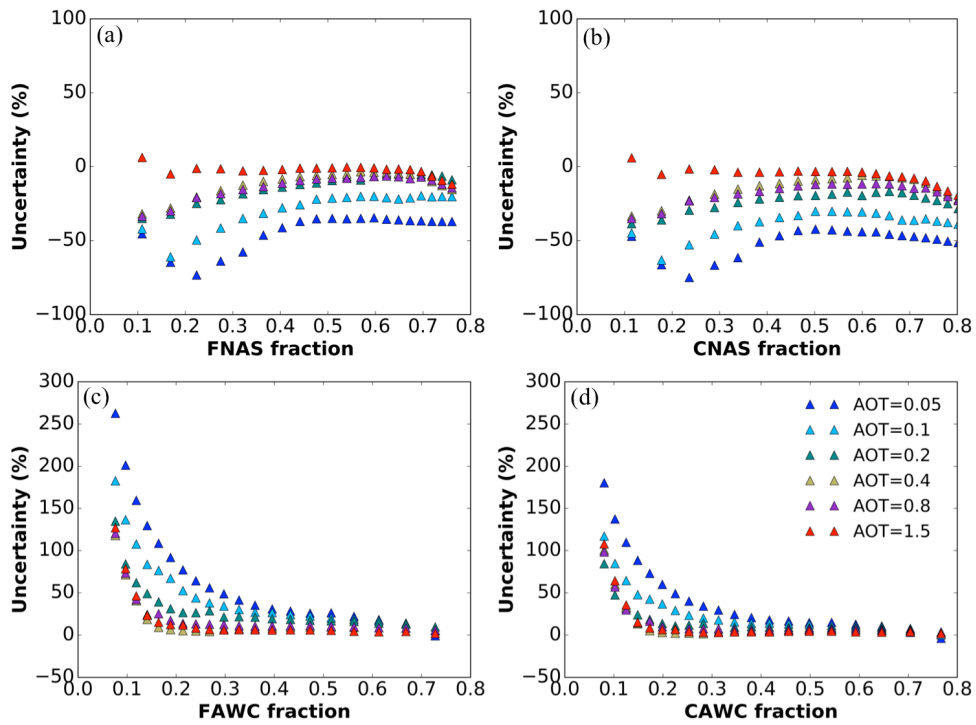 (a)
100
50
0
−50
−100
Uncertainty (%)
0.0 0.1 0.2 0.3 0.4 0.5 0.6 0.7 0.8
FNAS fraction
(b)
100
50
0
−50
−100
Uncertainty (%)
0.0 0.1 0.2 0.3 0.4 0.5 0.6 0.7 0.8
CNAS fraction
(c)
300
250
200
150
100
50
0
−50
Uncertainty (%)
0.0 0.1 0.2 0.3 0.4 0.5 0.6 0.7 0.8
FAWC fraction
(d)
300
250
200
150
100
50
0
−50
Uncertainty (%)
AOT=0.05
AOT=0.1
AOT=0.2
AOT=0.4
AOT=0.8
AOT=1.5
0.0 0.1 0.2 0.3 0.4 0.5 0.6 0.7 0.8
CAWC fraction